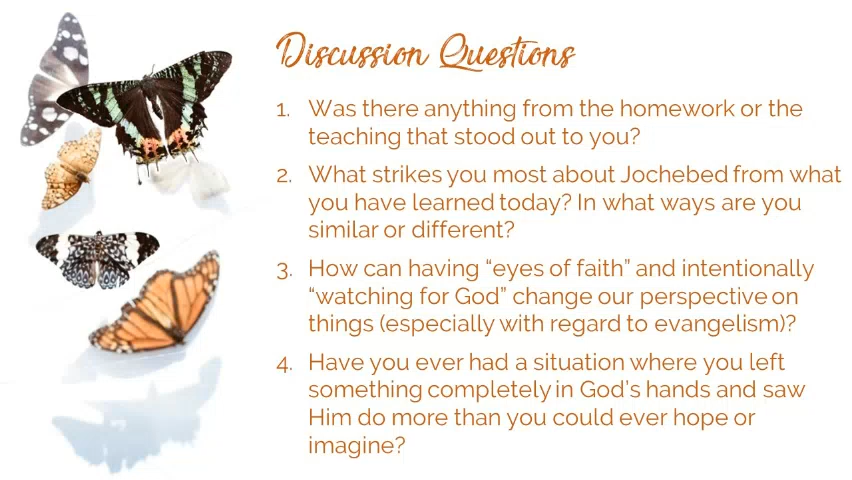 Discussion Questions
1. Was there anything from the homework or the
teaching that stood out to you?
2. What strikes you most about Jochebed from what
you have learned today? In what ways are you
similar or different?
3. How can having “eyes of faith” and intentionally
“watching for God” change our perspective on
things (especially with regard to evangelism)?
4. Have you ever had a situation where you left
something completely in God’s hands and saw
Him do more than you could ever hope or
imagine?